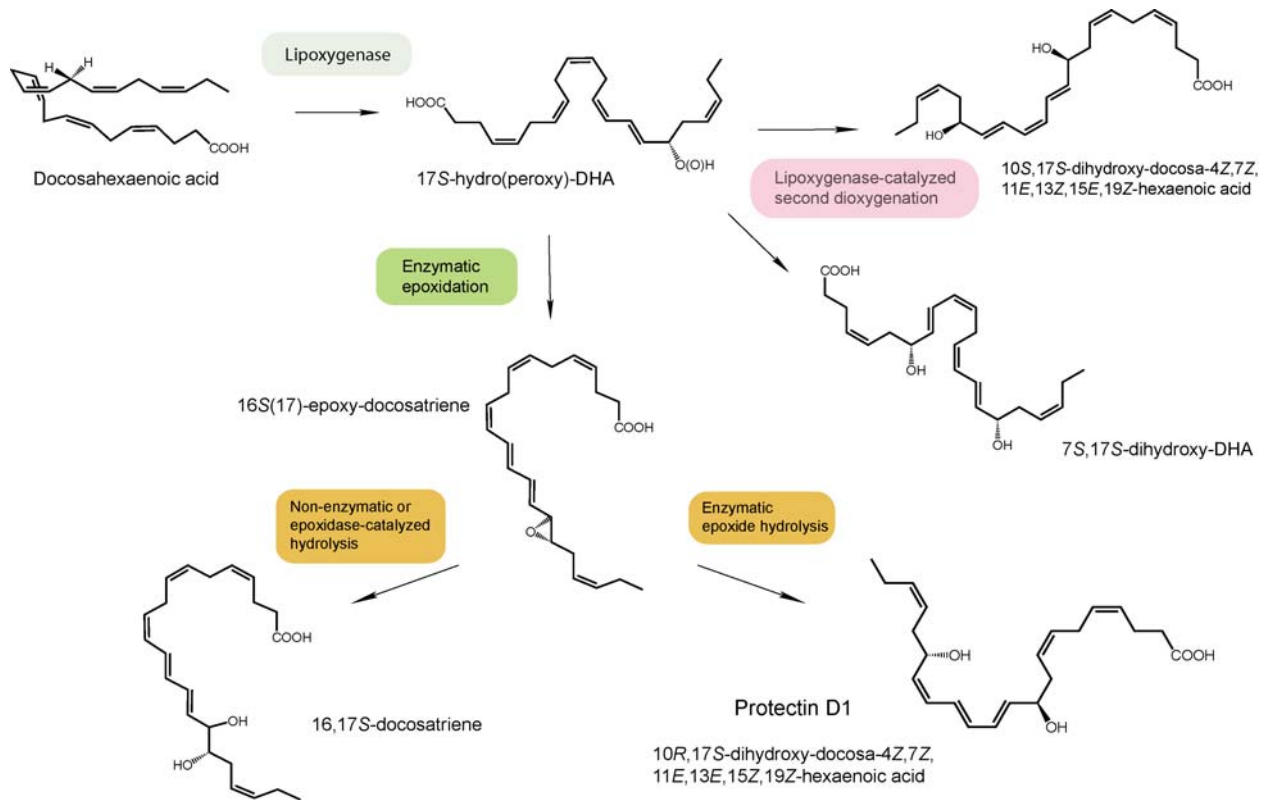 H H
Docosahexaenoic acid
COOH
Lipoxygenase
HOOC
O(O)H
17S-hydro(peroxy)-DHA
HO
HO
COOH
10S,17S-dihydroxy-docosa-4Z,7Z,
11E,13Z,15E,19Z-hexaenoic acid
Lipoxygenase-catalyzed
second dioxygenation
Enzymatic
epoxidation
COOH
OH
OH
7S,17S-dihydroxy-DHA
16S(17)-epoxy-docosatriene
COOH
O
Non-enzymatic or
epoxidase-catalyzed
hydrolysis
Enzymatic
epoxide hydrolysis
COOH
OH
HO
16,17S-docosatriene
OH
COOH
OH
Protectin D1
10R,17S-dihydroxy-docosa-4Z,7Z,
11E,13E,15Z,19Z-hexaenoic acid